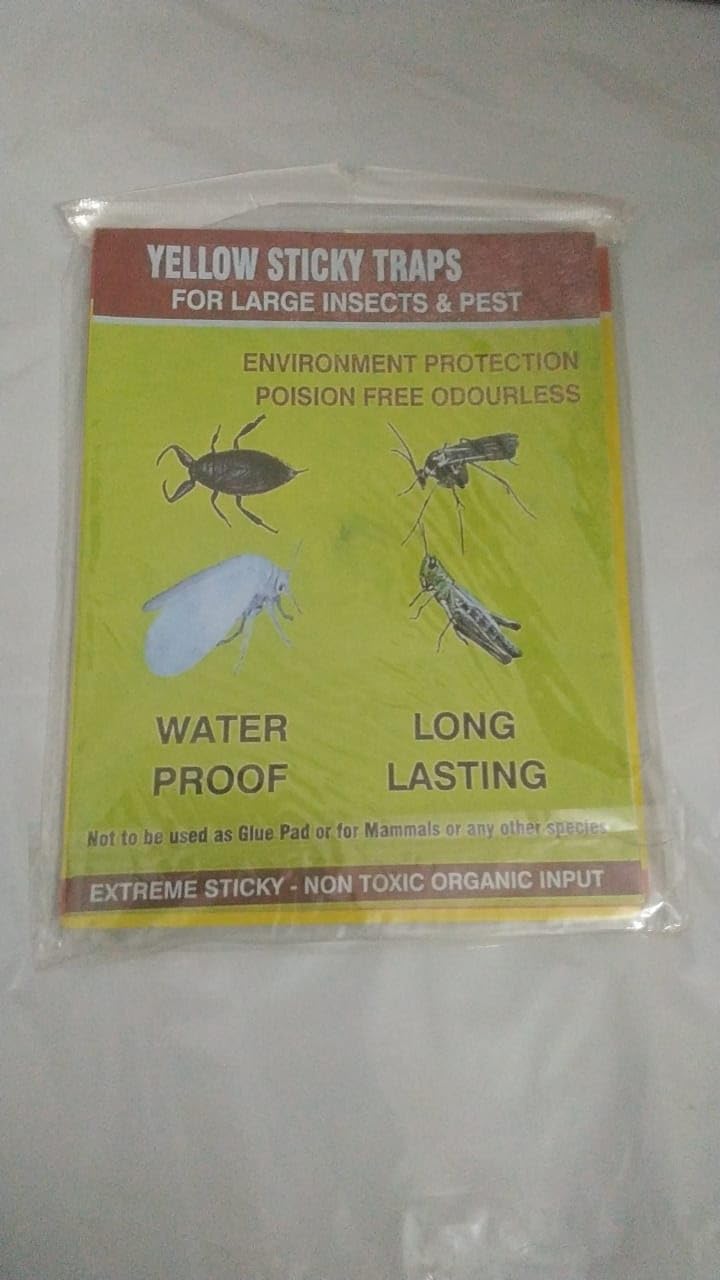 YELLOW STICKY TRAPS
FOR LARGE INSECTS & PEST
ENVIRONMENT PROTECTION
POISION FREE ODOURLESS
WATER
PROOF
LONG
LASTING
Not to be used as Glue Pad or for Mammals or any other species
EXTREME STICKY - NON TOXIC ORGANIC INPUT